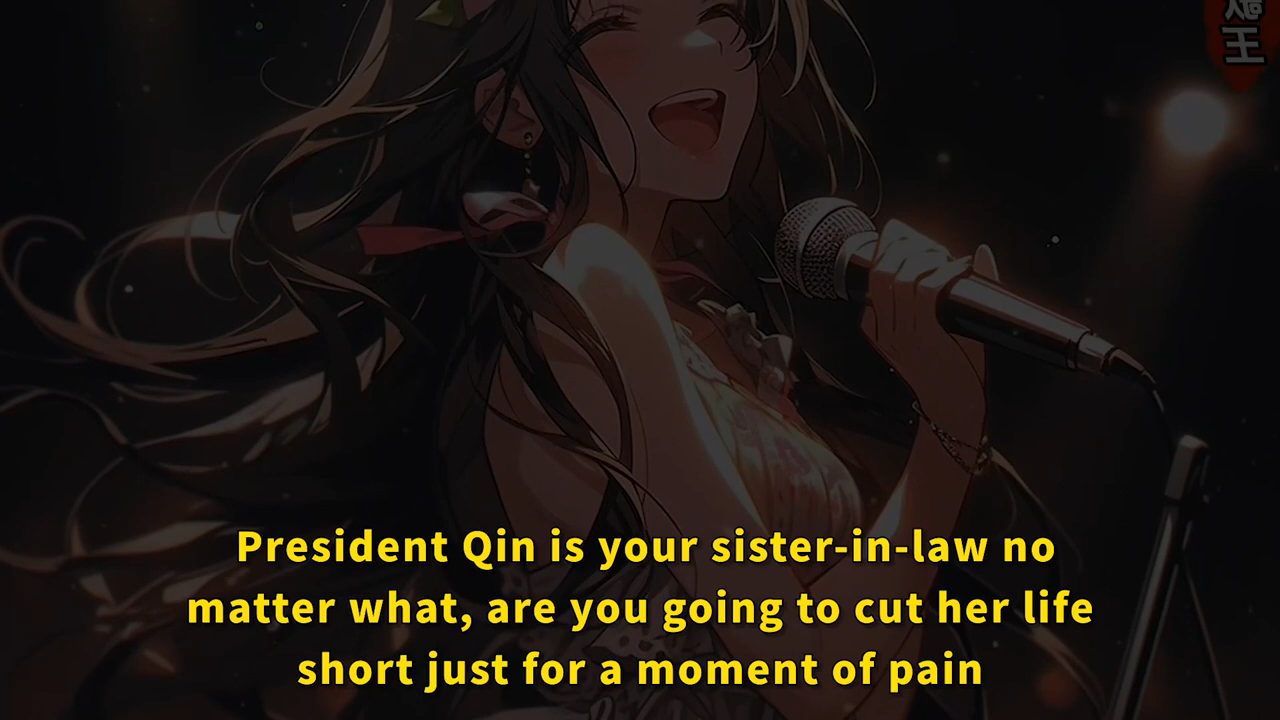 王
President Qin is your sister-in-law no
matter what, are you going to cut her life
short just for a moment of pain